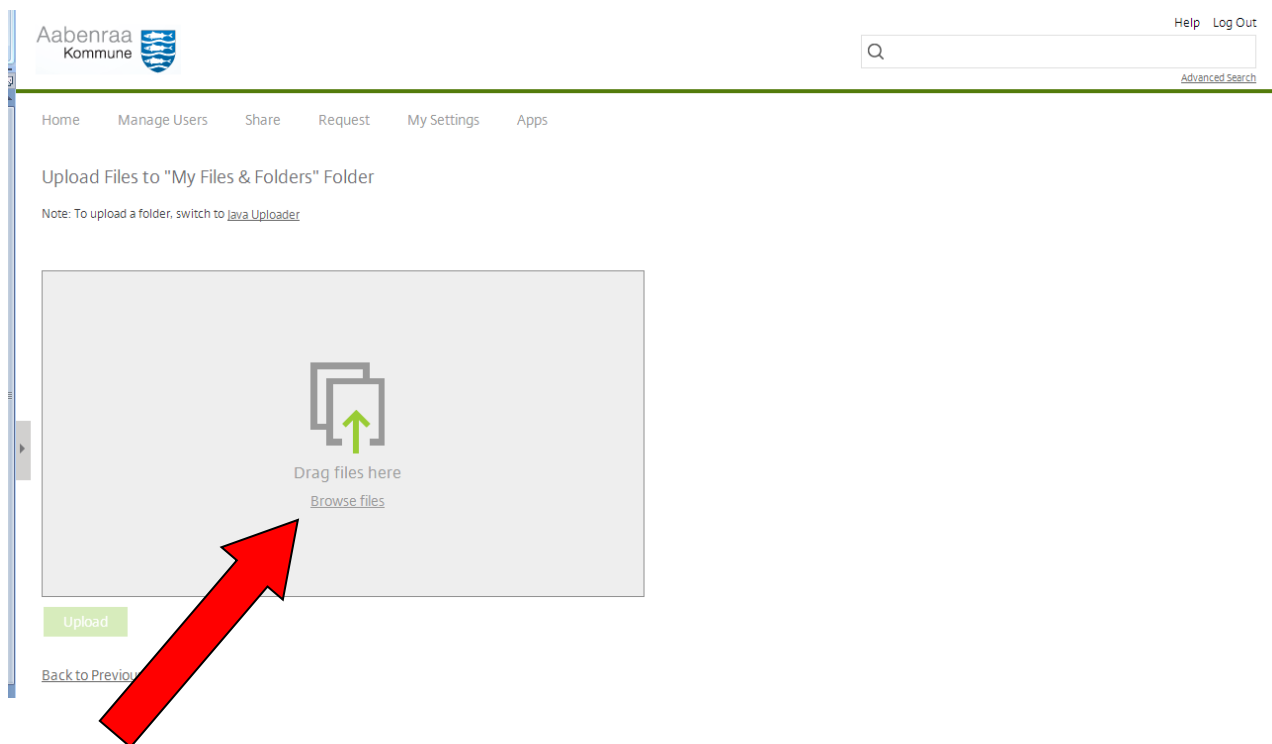 Aabenraa
Kommune
Help Log Out
Advanced Search
Home Manage Users Share Request My Settings Apps
Upload Files to "My Files & Folders" Folder
Note: To upload a folder, switch to Java Uploader
Drag files here
Browse files
Upload
Back to